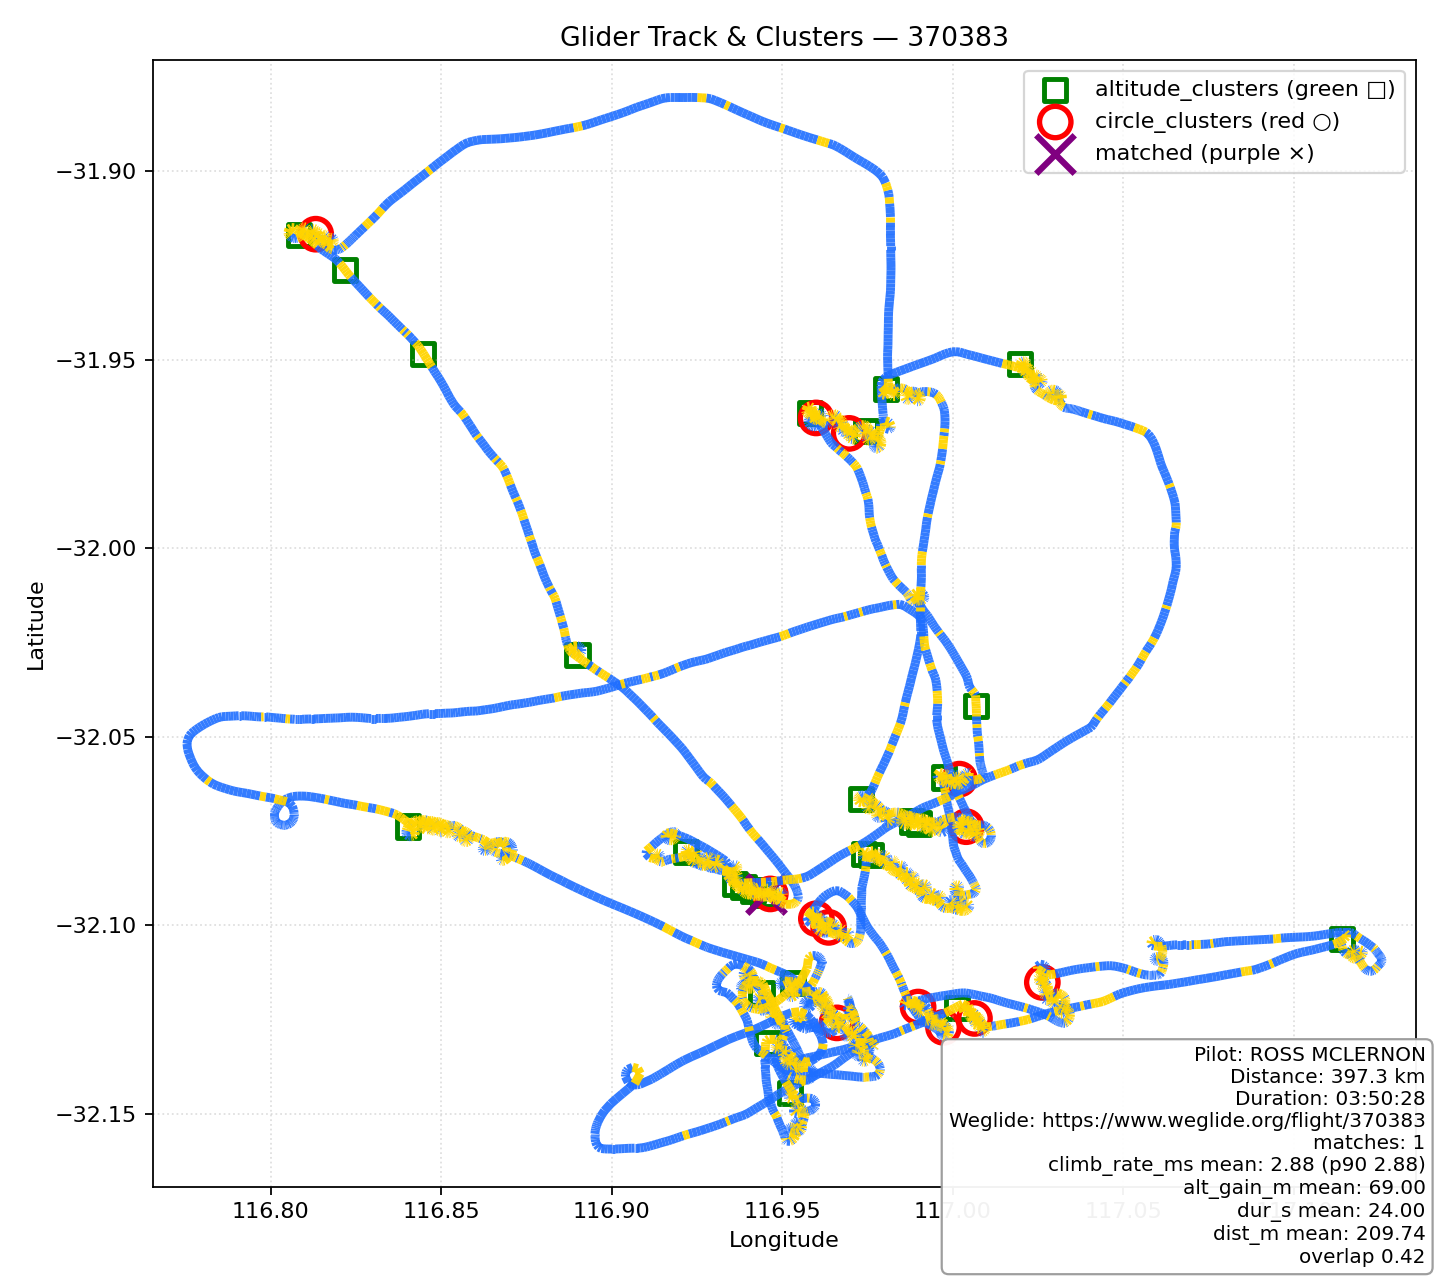 Glider Track & Clusters — 370383
altitude_clusters (green □)
circle_clusters (red ○)
matched (purple ×)
−31.90
−31.95
−32.00
−32.05
−32.10
−32.15
Latitude
116.80
116.85
116.90
116.95
117.00
117.05
Longitude
Pilot: ROSS MCLERNON
Distance: 397.3 km
Duration: 03:50:28
Weglide: https://www.weglide.org/flight/370383
matches: 1
climb_rate_ms mean: 2.88 (p90 2.88)
alt_gain_m mean: 69.00
dur_s mean: 24.00
dist_m mean: 209.74
overlap 0.42